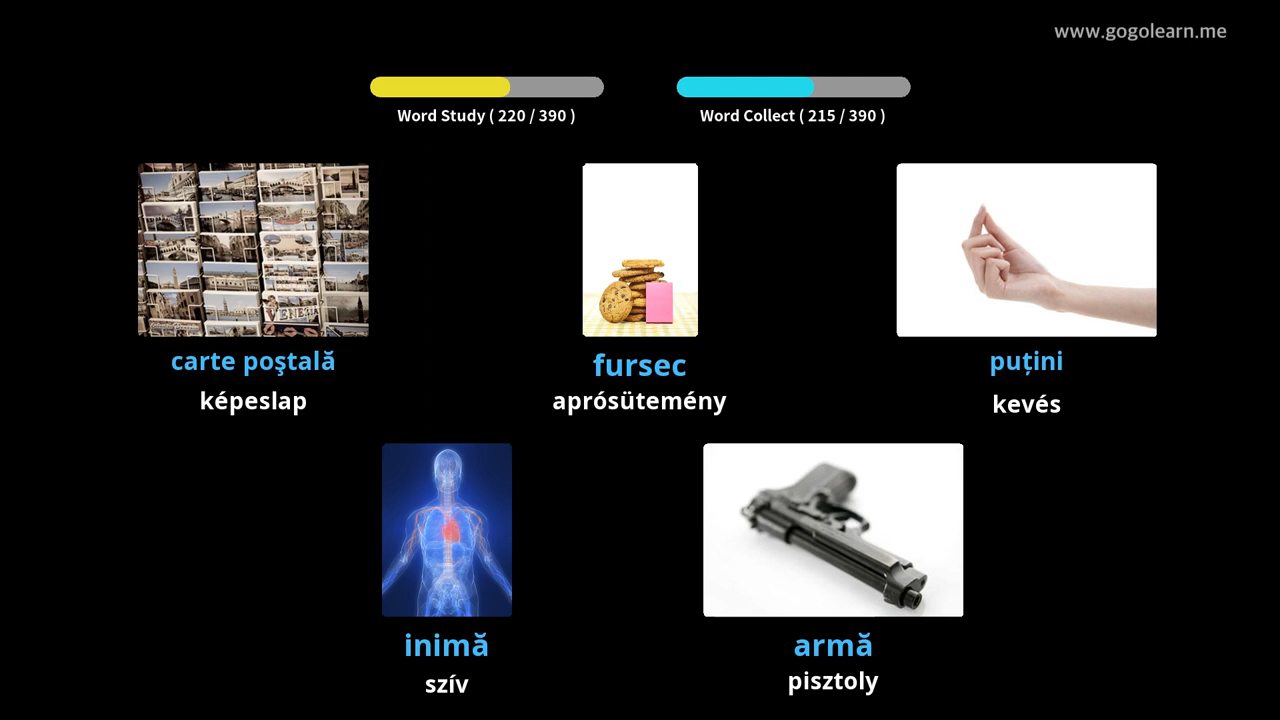 www.gogolearn.me
Word Study ( 220 / 390 )
Word Collect ( 215 / 390 )
carte poştală
képeslap
fursec
aprósütemény
puțini
kevés
inimă
szív
armă
pisztoly